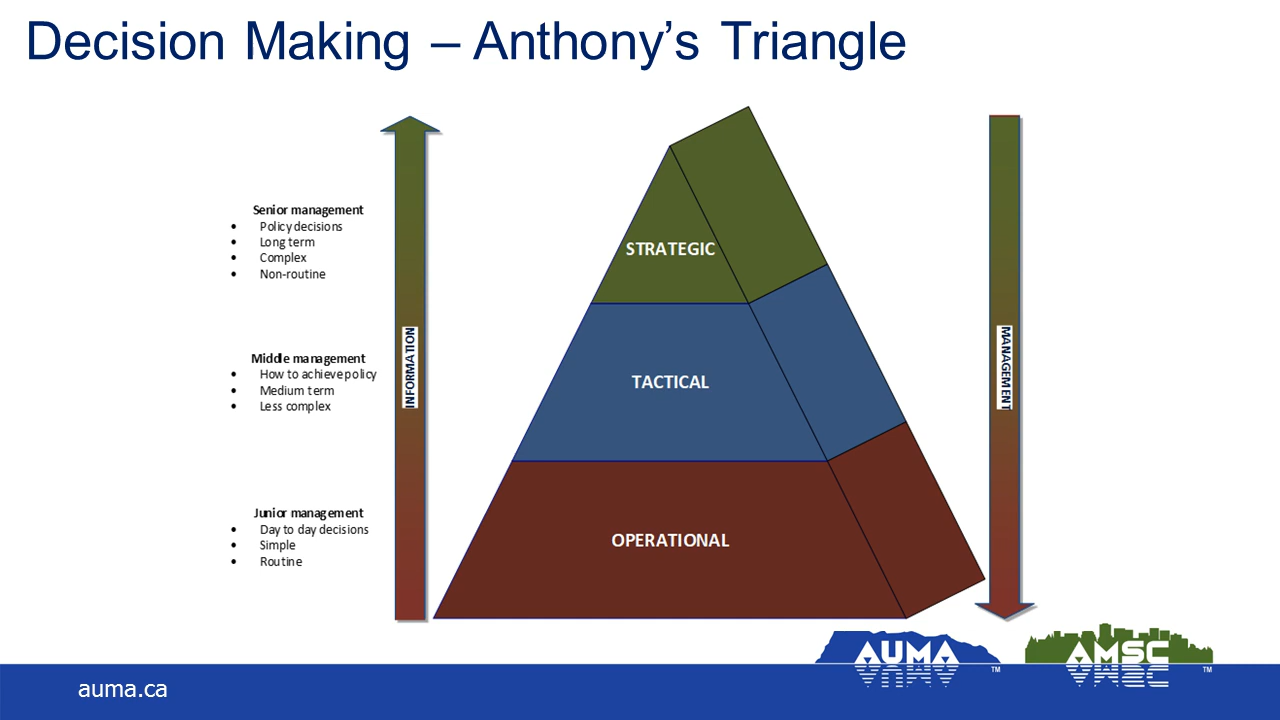 Decision Making – Anthony's Triangle
Senior management
• Policy decisions
• Long term
• Complex
• Non-routine
Middle management
• How to achieve policy
• Medium term
• Less complex
Junior management
• Day to day decisions
• Simple
• Routine
INFORMATION
STRATEGIC
TACTICAL
OPERATIONAL
MANAGEMENT
auma.ca
AUMA TM
AMSC TM